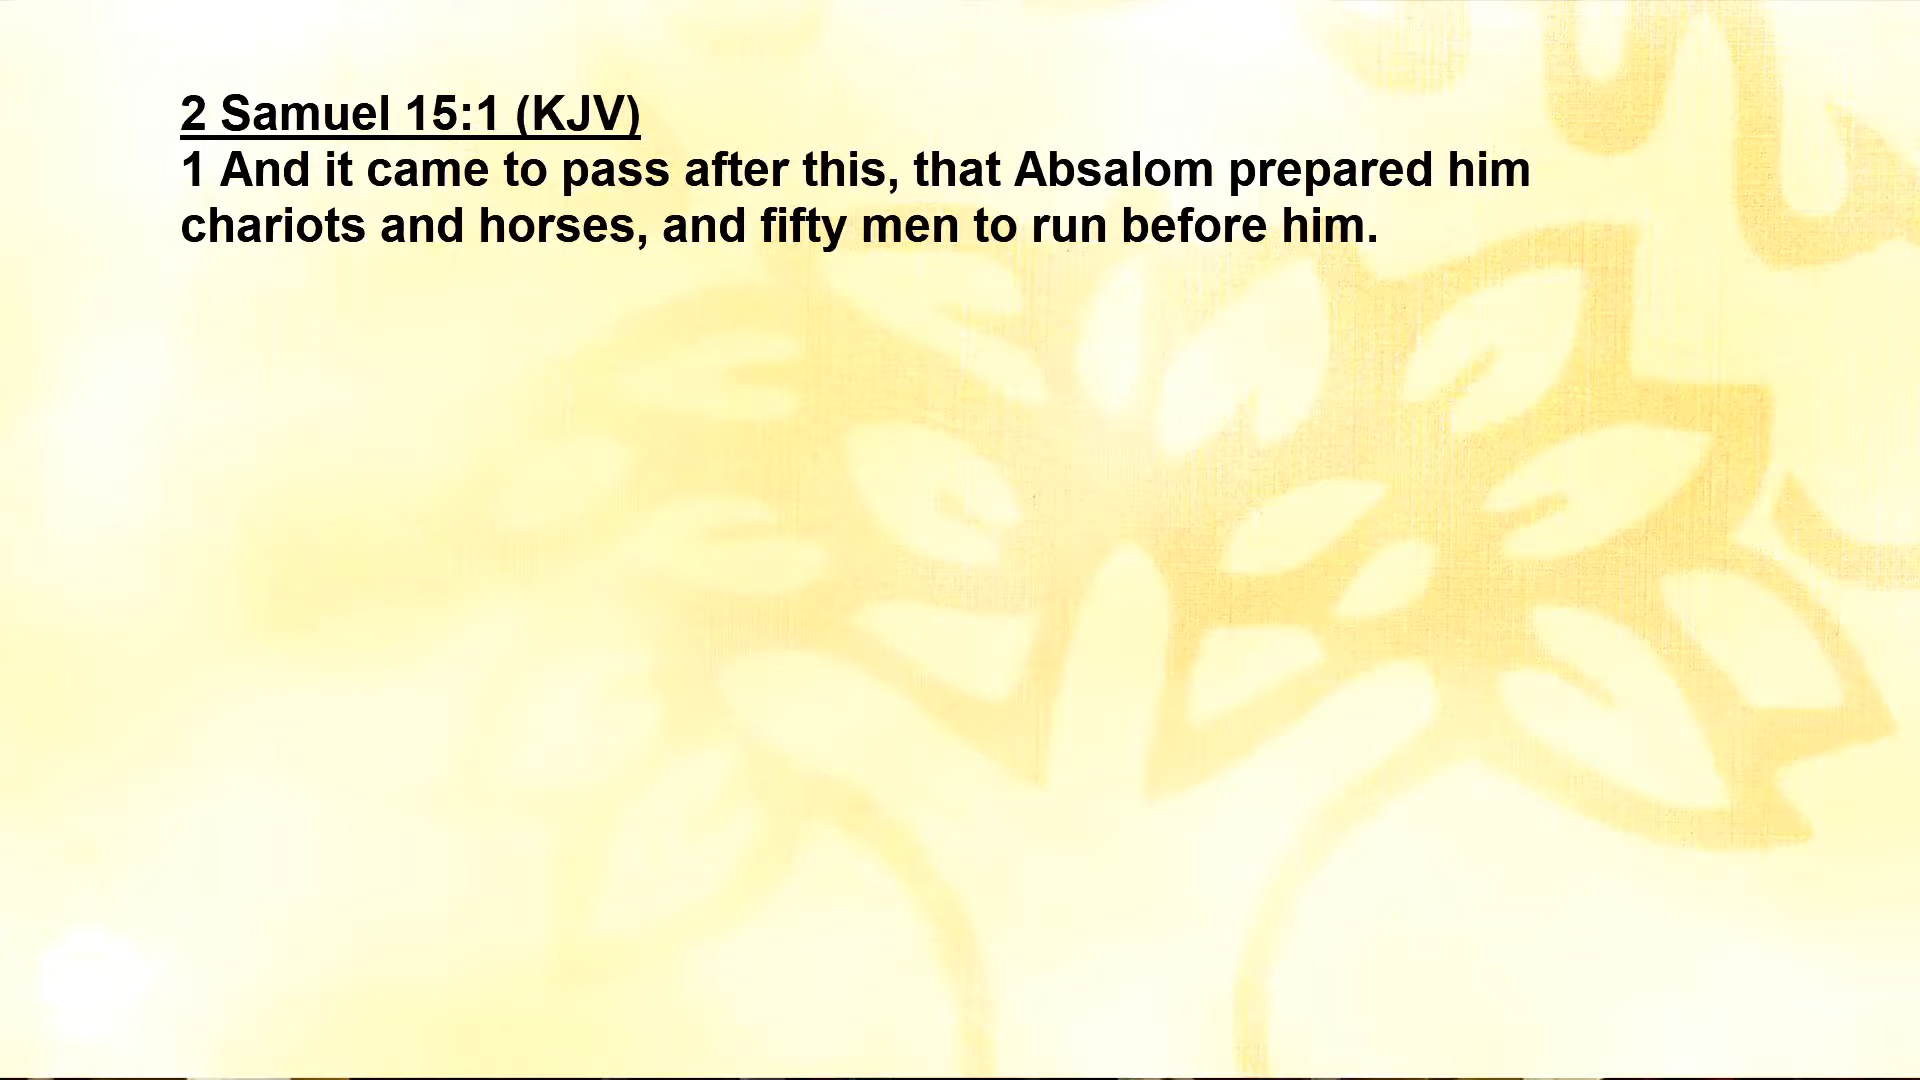 2 Samuel 15:1 (KJV)
1 And it came to pass after this, that Absalom prepared him
chariots and horses, and fifty men to run before him.